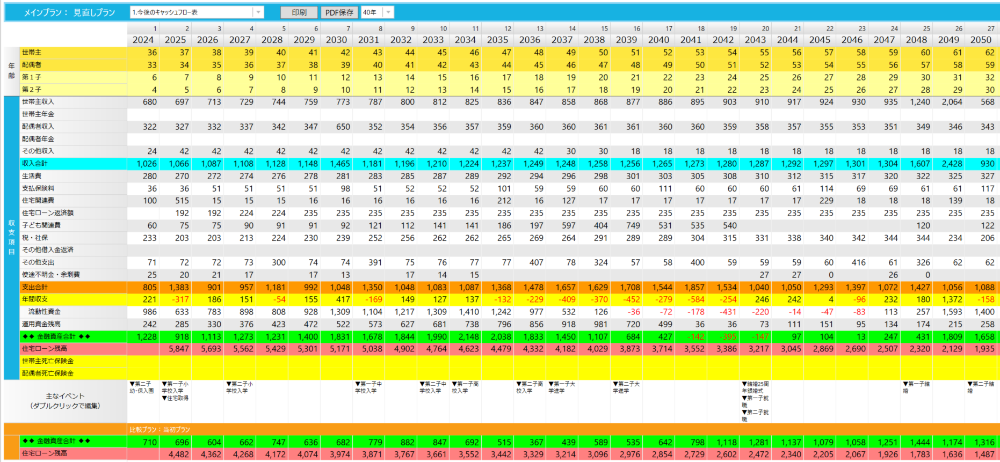 メインプラン： 見直しプラン 1.今後のキャッシュフロー表 印刷 PDF保存 40年
1 2 3 4 5 6 7 8 9 10 11 12 13 14 15 16 17 18 19 20 21 22 23 24 25 26 27
2024 2025 2026 2027 2028 2029 2030 2031 2032 2033 2034 2035 2036 2037 2038 2039 2040 2041 2042 2043 2044 2045 2046 2047 2048 2049 2050
年齢
世帯主 36 37 38 39 40 41 42 43 44 45 46 47 48 49 50 51 52 53 54 55 56 57 58 59 60 61 62
配偶者 33 34 35 36 37 38 39 40 41 42 43 44 45 46 47 48 49 50 51 52 53 54 55 56 57 58 59
第１子 6 7 8 9 10 11 12 13 14 15 16 17 18 19 20 21 22 23 24 25 26 27 28 29 30 31 32
第２子 4 5 6 7 8 9 10 11 12 13 14 15 16 17 18 19 20 21 22 23 24 25 26 27 28 29 30
収支項目
世帯主収入 680 697 713 729 744 759 773 787 800 812 825 836 847 858 868 877 886 895 903 910 917 924 930 935 1,240 2,064 568
世帯主年金
配偶者収入 322 327 332 337 342 347 650 352 354 356 357 359 360 360 361 361 360 360 359 358 357 355 353 351 349 346 343
配偶者年金
その他収入 24 42 42 42 42 42 42 42 42 42 42 42 42 30 30 18 18 18 18 18 18 18 18 18 18 18 18
収入合計 1,026 1,066 1,087 1,108 1,128 1,148 1,465 1,181 1,196 1,210 1,224 1,237 1,249 1,248 1,258 1,256 1,265 1,273 1,280 1,287 1,292 1,297 1,301 1,304 1,607 2,428 930
生活費 280 270 272 274 276 278 281 283 285 287 289 292 294 296 298 301 303 305 308 310 312 315 317 320 322 325 327
支払保険料 36 36 51 51 51 51 98 51 52 52 52 101 59 59 60 60 111 60 60 60 61 114 69 69 61 61 117
住宅関連費 100 515 15 15 15 16 16 16 16 16 16 212 16 127 17 17 17 17 17 17 17 229 18 18 18 139 18
住宅ローン返済額 192 192 224 224 235 235 235 235 235 235 235 235 235 235 235 235 235 235 235 235 235 235 235 235 235 235
子ども関連費 60 75 75 90 91 91 92 121 112 141 141 186 197 597 404 749 531 535 540 120 122
税・社保 233 203 203 213 224 230 239 252 256 262 262 265 269 264 291 289 289 304 315 331 338 340 342 344 344 234 206
その他借入金返済
その他支出 71 72 72 73 300 74 74 391 75 76 77 77 407 78 324 57 58 400 59 59 59 60 416 61 326 62 62
使途不明金・余剰費 25 20 21 17 17 13 17 14 15 27 27 0 26 0
支出合計 805 1,383 901 957 1,181 992 1,048 1,350 1,048 1,083 1,087 1,368 1,478 1,657 1,629 1,708 1,544 1,857 1,534 1,040 1,050 1,293 1,397 1,072 1,427 1,056 1,088
年間収支 221 -317 186 151 -54 155 417 -169 149 127 137 -132 -229 -409 -370 -452 -279 -584 -254 246 242 4 -96 232 180 1,372 -158
流動性資金 986 633 783 898 808 928 1,309 1,104 1,217 1,309 1,410 1,242 977 532 126 -36 -72 -178 -431 -220 -14 -47 -83 113 257 1,593 1,400
運用資金残高 242 285 330 376 423 472 522 573 627 681 738 796 856 918 981 720 499 36 36 73 111 151 95 134 174 215 258
◆◆ 金融資産合計 ◆◆ 1,228 918 1,113 1,273 1,231 1,400 1,831 1,678 1,844 1,990 2,148 2,038 1,833 1,450 1,107 684 427 -142 -395 -147 97 104 13 247 431 1,809 1,658
住宅ローン残高 5,847 5,693 5,562 5,429 5,301 5,171 5,038 4,902 4,764 4,623 4,479 4,332 4,182 4,029 3,873 3,714 3,552 3,386 3,217 3,045 2,869 2,690 2,507 2,320 2,129 1,935
世帯主死亡保険金
配偶者死亡保険金
主なイベント
（ダブルクリックで編集）
▼第二子
幼・保入園
▼第一子小
学校入学
▼住宅取得
▼第二子小
学校入学
▼第一子中
学校入学
▼第二子中
学校入学
▼第一子高
校入学
▼第二子高
校入学
▼第一子大
学進学
▼第二子大
学進学
▼結婚25周
年銀婚式
▼第一子就
職
▼第二子就
職
▼第一子結
婚
▼第二子結
婚
比較プラン：当初プラン
◆◆ 金融資産合計 ◆◆ 710 696 604 662 747 636 682 779 882 847 692 515 367 439 589 535 642 798 1,118 1,281 1,137 1,079 1,058 1,251 1,444 1,174 1,316
住宅ローン残高 4,482 4,362 4,268 4,172 4,074 3,974 3,871 3,767 3,661 3,552 3,442 3,329 3,214 3,096 2,976 2,854 2,729 2,602 2,472 2,340 2,205 2,067 1,926 1,783 1,636 1,487